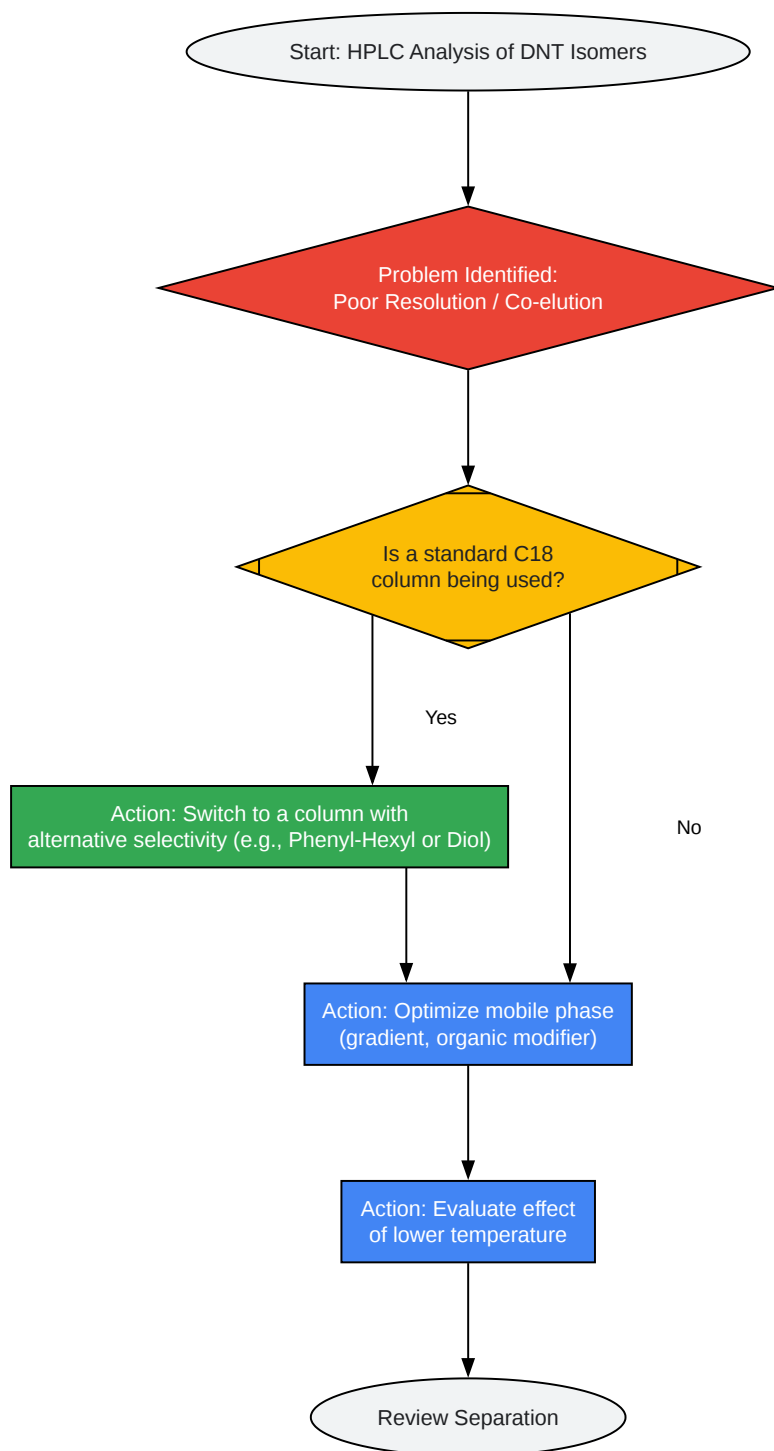 Start: HPLC Analysis of DNT Isomers
Problem Identified:
Poor Resolution / Co-elution
Is a standard C18
column being used?
Yes
Action: Switch to a column with
alternative selectivity (e.g., Phenyl-Hexyl or Diol)
No
Action: Optimize mobile phase
(gradient, organic modifier)
Action: Evaluate effect
of lower temperature
Review Separation